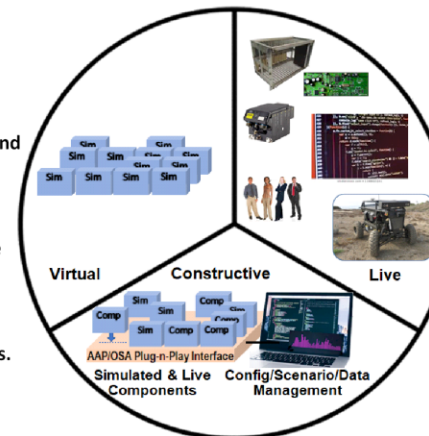 and
e
s.
Sim
Sim
Sim
Sim
Sim
Sim
Sim
Sim
Sim
Sim
Virtual
Constructive
Live
Sim
Comp
Comp
Sim
Sim
Comp
Sim
Comp
Comp
AAP/OSA Plug-n-Play Interface
Simulated & Live
Components
Config/Scenario/Data
Management